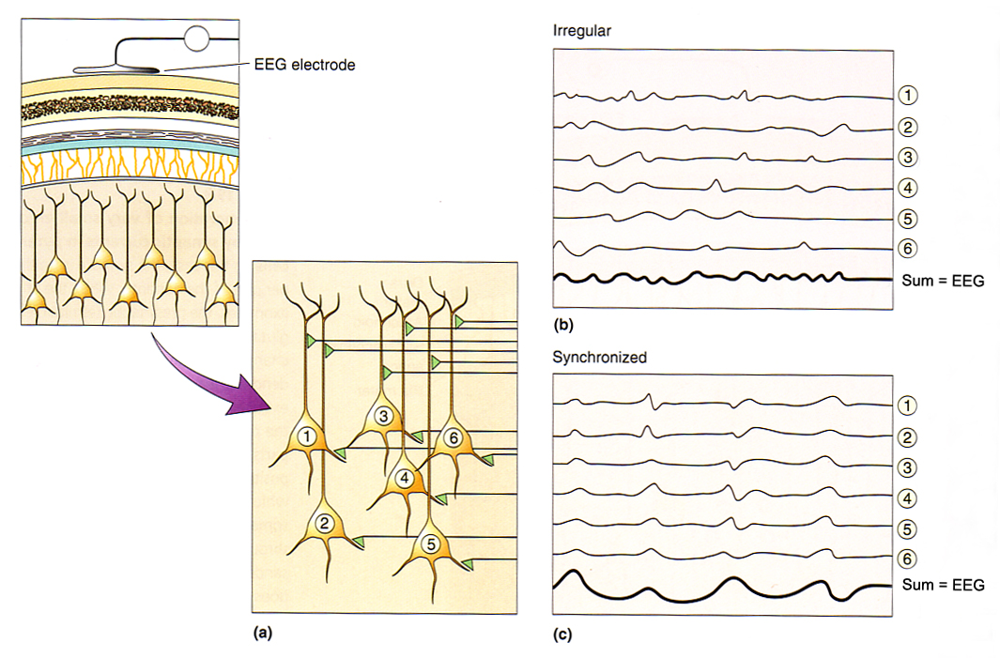 EEG electrode
1
2
3
4
5
6
(a)
Irregular
1
2
3
4
5
6
Sum = EEG
(b)
Synchronized
1
2
3
4
5
6
Sum = EEG
(c)